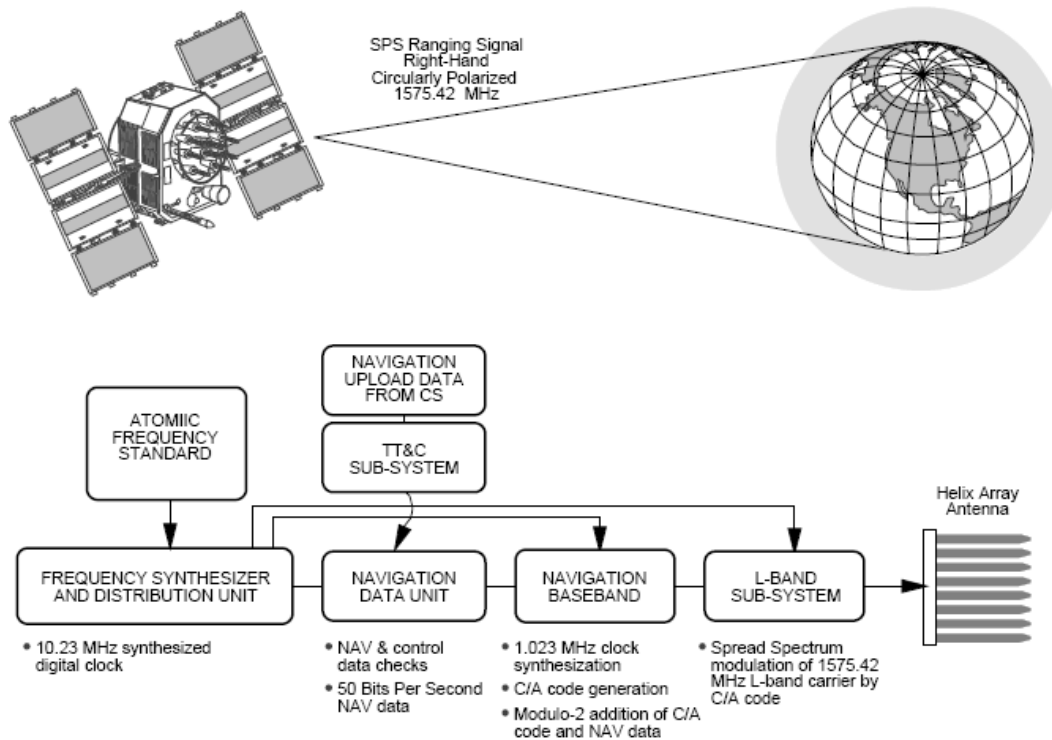 SPS Ranging Signal
Right-Hand
Circularly Polarized
1575.42 MHz
NAVIGATION
UPLOAD DATA
FROM CS
ATOMIIC
FREQUENCY
STANDARD
TT&C
SUB-SYSTEM
Helix Array
Antenna
FREQUENCY SYNTHESIZER
AND DISTRIBUTION UNIT
NAVIGATION
DATA UNIT
NAVIGATION
BASEBAND
L-BAND
SUB-SYSTEM
• 10.23 MHz synthesized
digital clock
• NAV & control
data checks
• 50 Bits Per Second
NAV data
• 1.023 MHz clock
synthesization
• C/A code generation
• Modulo-2 addition of C/A
code and NAV data
• Spread Spectrum
modulation of 1575.42
MHz L-band carrier by
C/A code